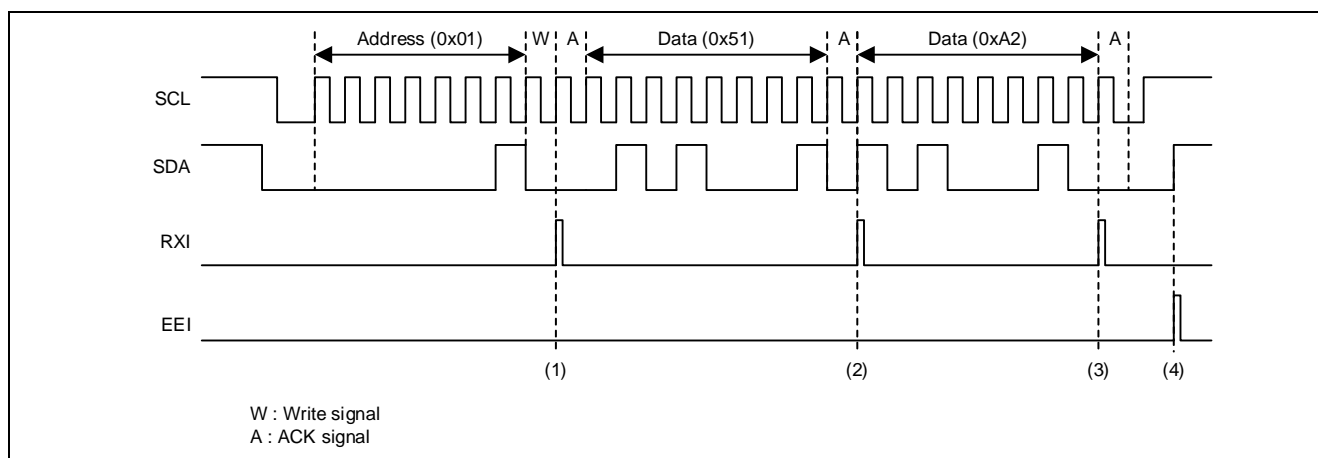 Address (0x01) W A Data (0x51) A Data (0xA2) A
SCL
SDA
RXI
EEI
(1) (2) (3) (4)
W : Write signal
A : ACK signal